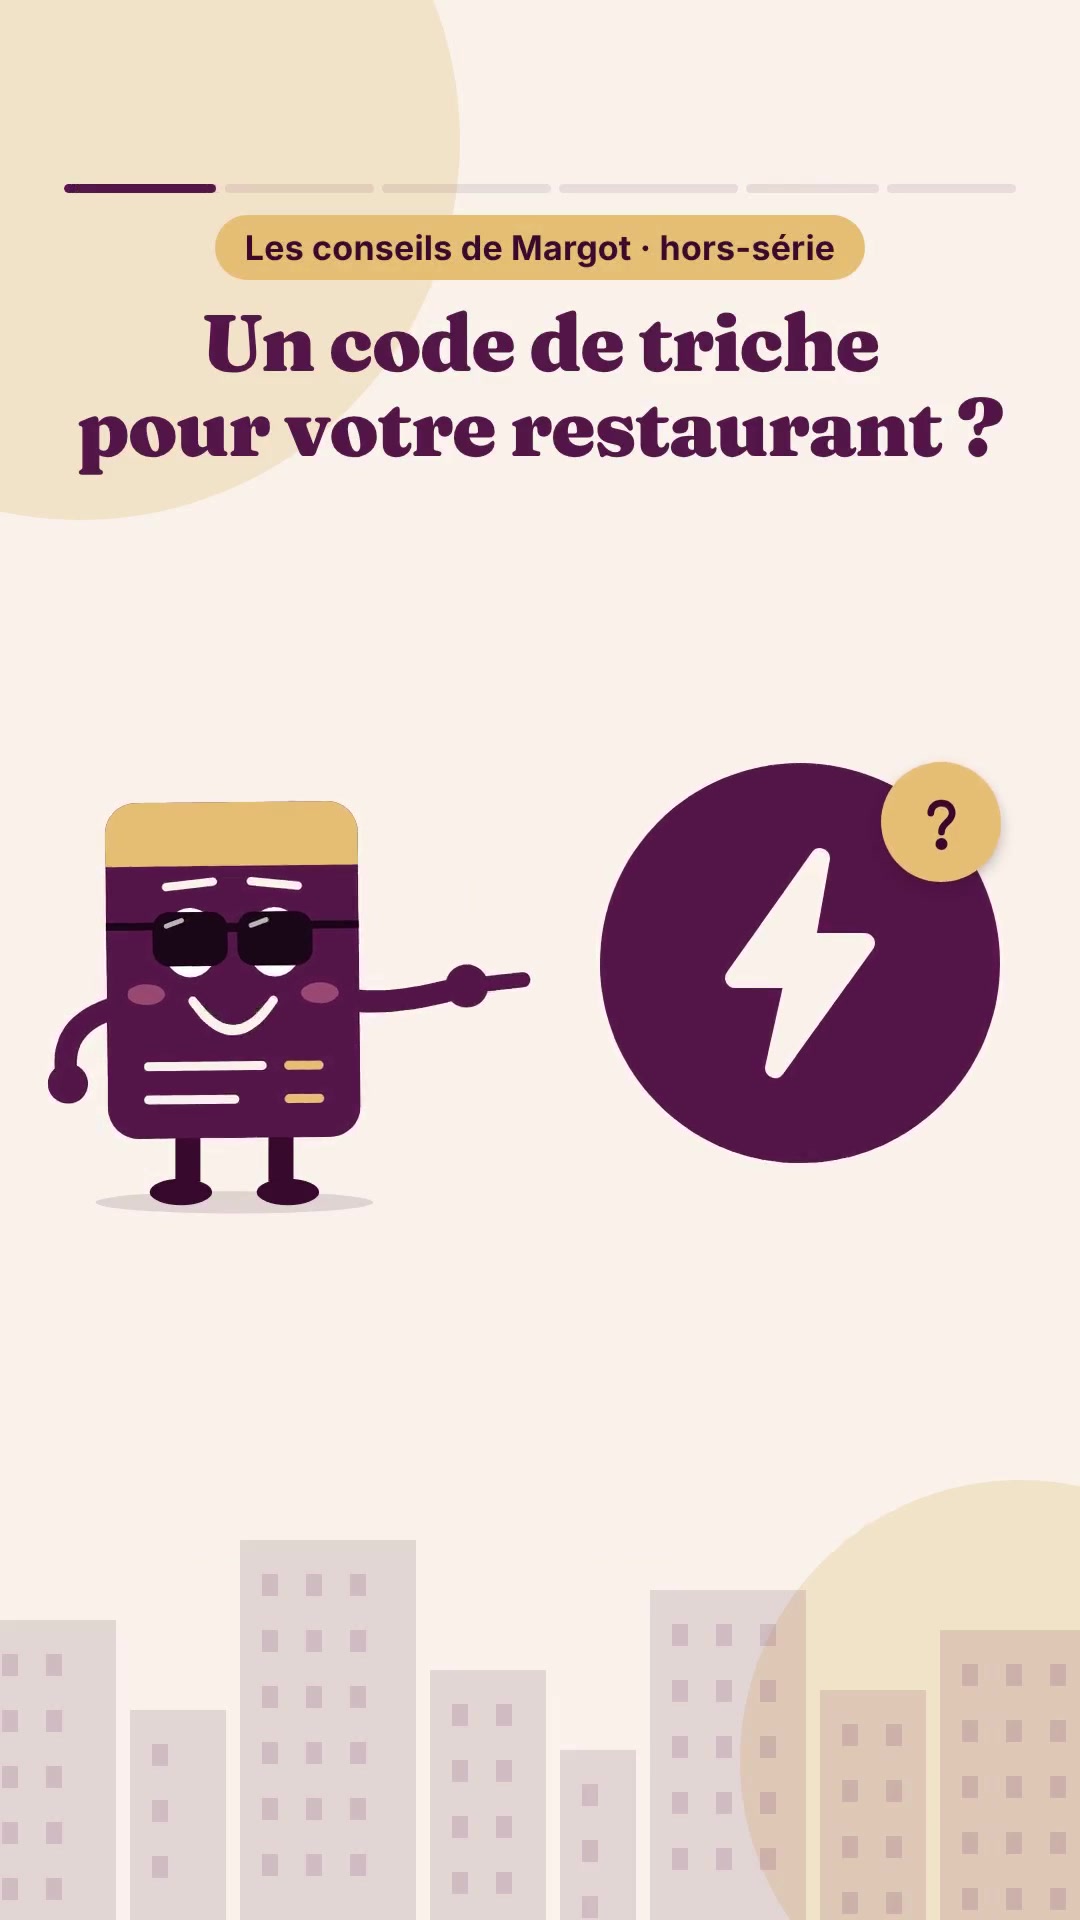 Les conseils de Margot · hors-série
Un code de triche
pour votre restaurant ?
?